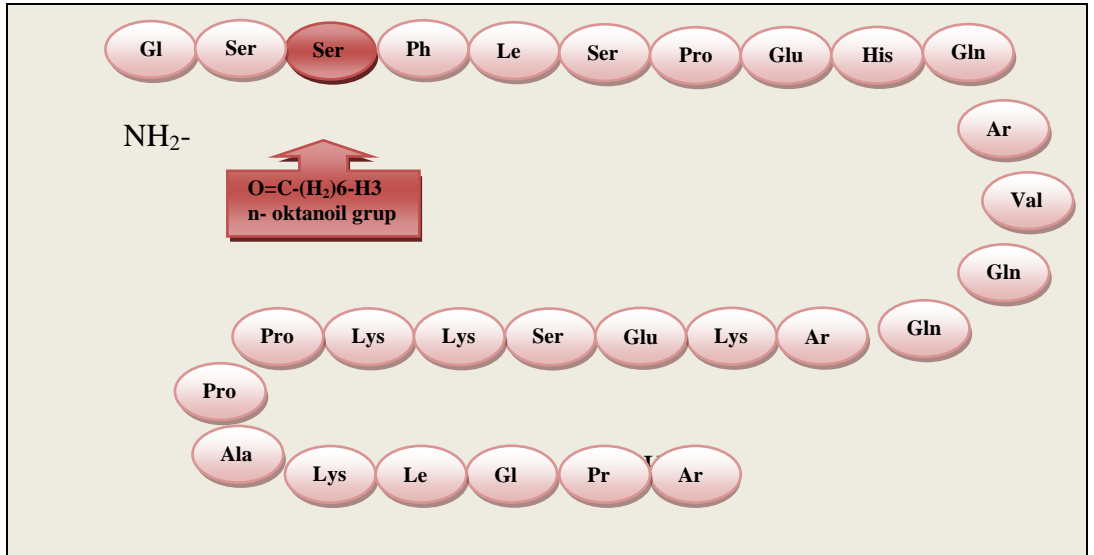 Gl Ser Ser Ph Le Ser Pro Glu His Gln
Ar
NH₂-
O=C-(H₂)6-H3
n- oktanoil grup
Val
Gln
Gln
Pro Lys Lys Ser Glu Lys Ar
Pro
Ala
Lys Le Gl Pr Ar